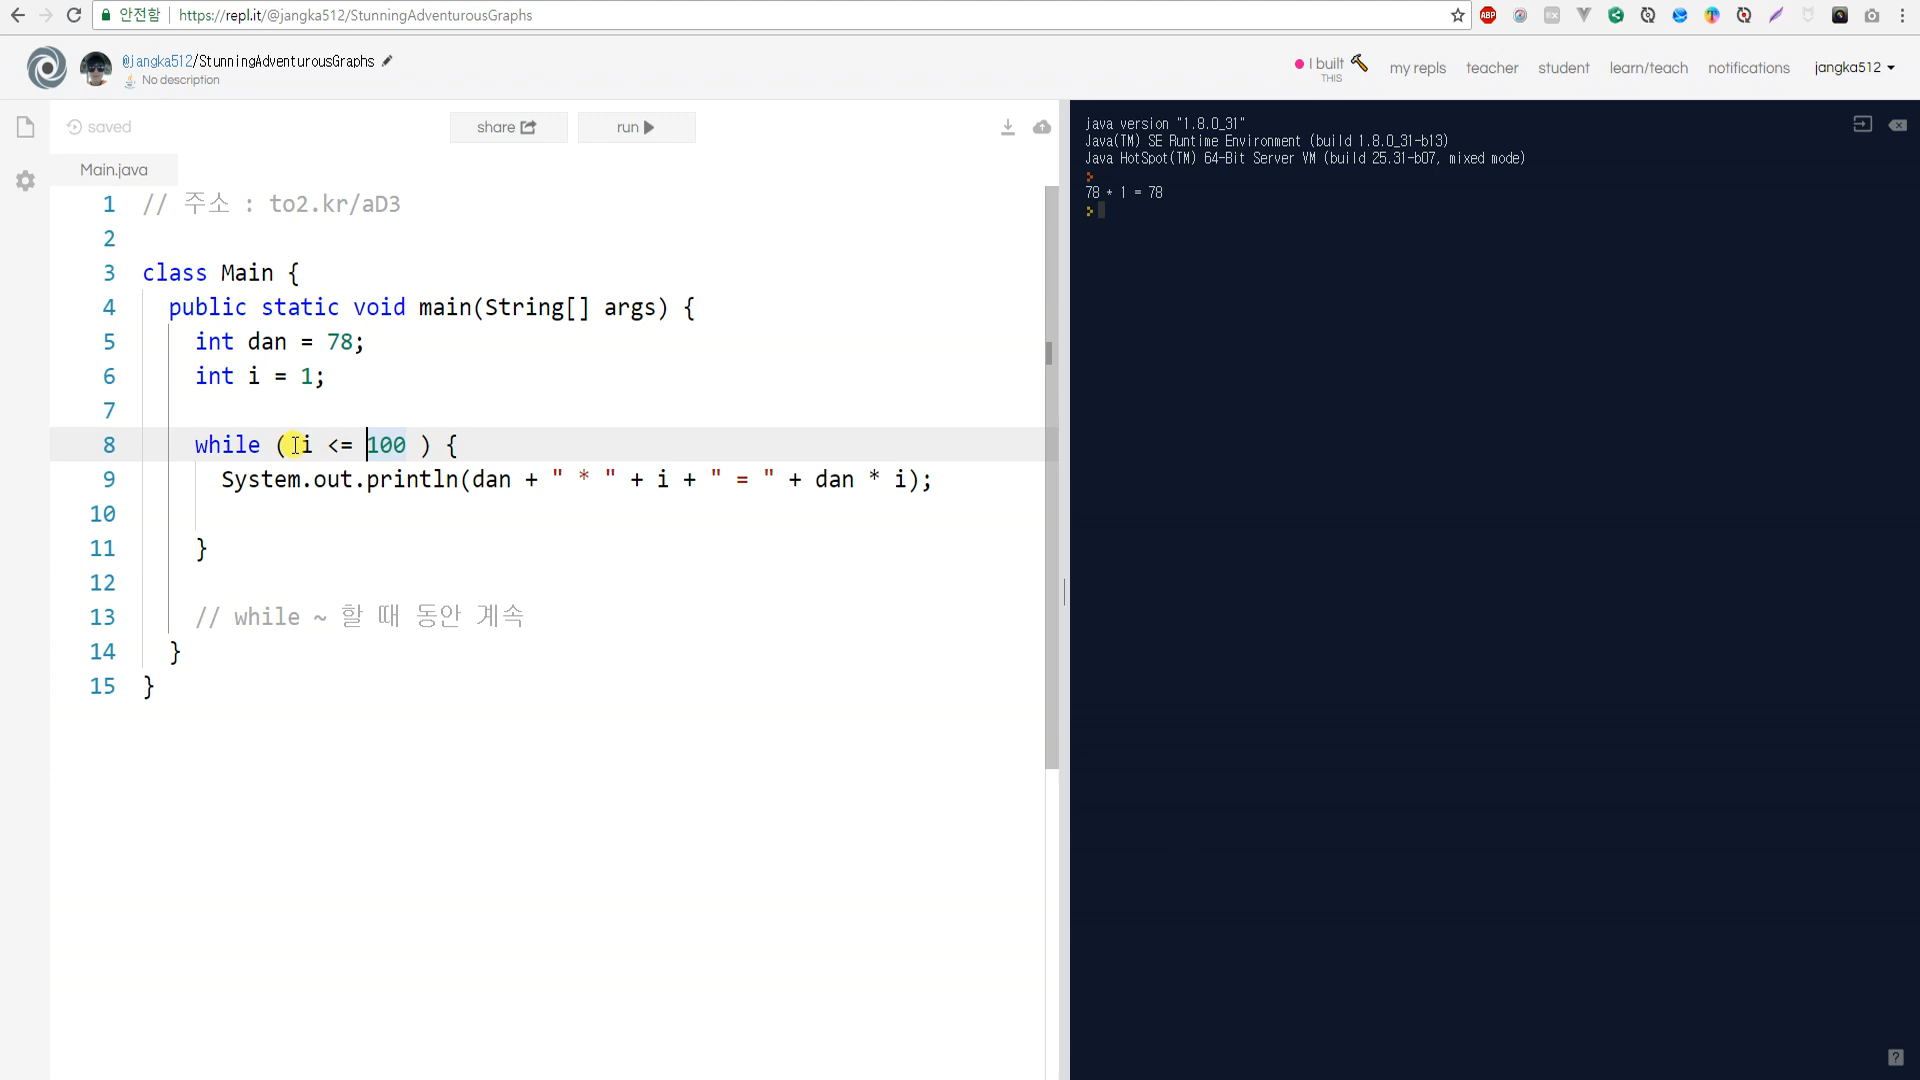 안전함 https://repl.it/@jangka512/StunningAdventurousGraphs
ABP
@jangka512/StunningAdventurousGraphs
No description
I built
THIS
my repls teacher student learn/teach notifications jangka512
saved share run
Main.java
1 // 주소 : to2.kr/aD3
2
3 class Main {
4 public static void main(String[] args) {
5 int dan = 78;
6 int i = 1;
7
8 while ( i <= 100 ) {
9 System.out.println(dan + " * " + i + " = " + dan * i);
10
11 }
12
13 // while ~ 할 때 동안 계속
14 }
15 }
java version "1.8.0_31"
Java(TM) SE Runtime Environment (build 1.8.0_31-b13)
Java HotSpot(TM) 64-Bit Server VM (build 25.31-b07, mixed mode)
78 * 1 = 78
?